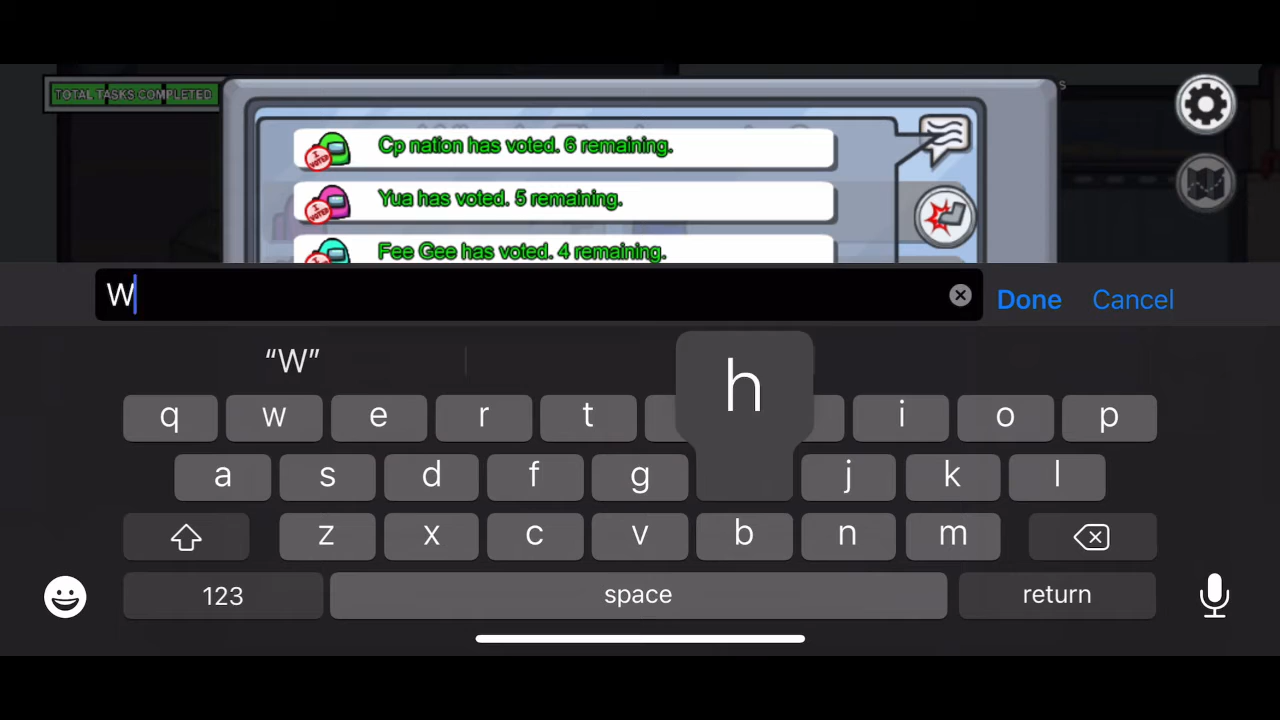 TOTAL TASKS COMPLETED
s
Cp nation has voted. 6 remaining.
Yua has voted. 5 remaining.
Fee Gee has voted. 4 remaining.
W
Done
Cancel
“W”
h
q w e r t i o p
a s d f g j k l
z x c v b n m
123
space
return